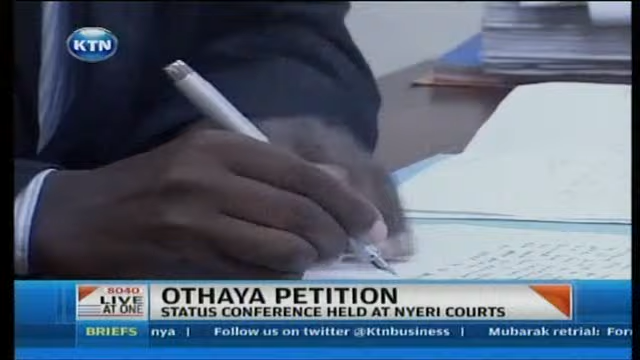 KTN
OTHAYA PETITION
STATUS CONFERENCE HELD AT NYERI COURTS
8040
LIVE
AT ONE
BRIEFS
nya | Follow us on twitter @Ktnbusiness | Mubarak retrial: For